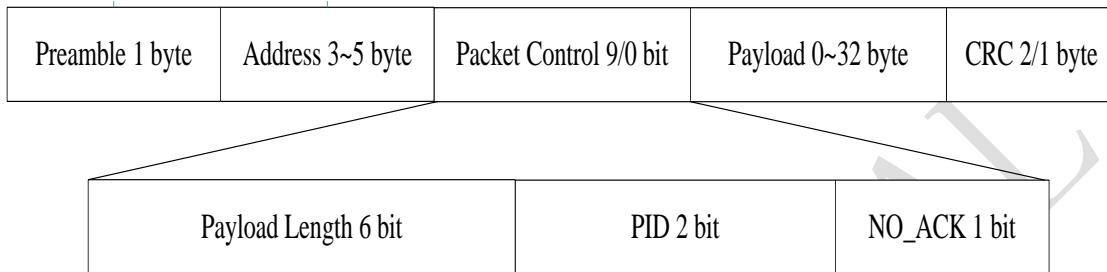 Preamble 1 byte Address 3~5 byte Packet Control 9/0 bit Payload 0~32 byte CRC 2/1 byte
Payload Length 6 bit PID 2 bit NO_ACK 1 bit